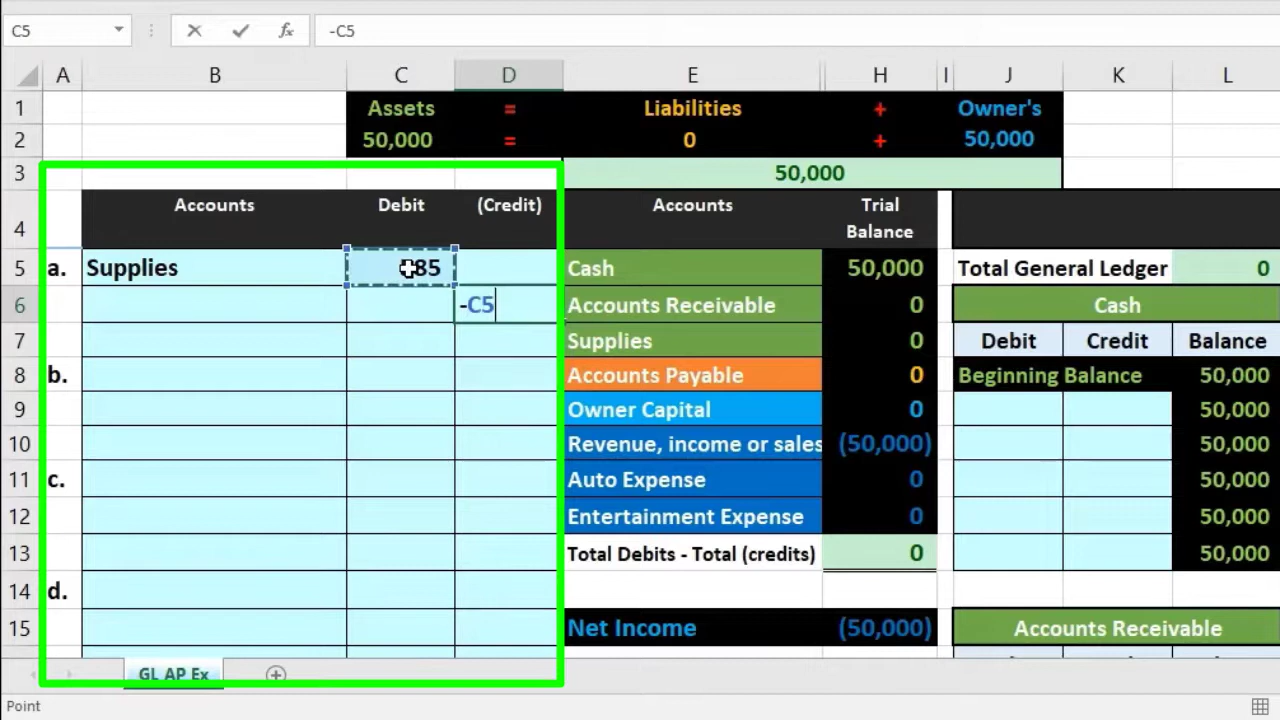 C5 fx -C5
A B C D E H I J K L
1 Assets = Liabilities + Owner's
2 50,000 = 0 + 50,000
3 50,000
4 Accounts Debit (Credit) Accounts Trial Balance
5 a. Supplies 85 Cash 50,000 Total General Ledger 0
6 -C5 Accounts Receivable 0 Cash
7 Supplies 0 Debit Credit Balance
8 b. Accounts Payable 0 Beginning Balance 50,000
9 Owner Capital 0 50,000
10 Revenue, income or sales (50,000) 50,000
11 c. Auto Expense 0 50,000
12 Entertainment Expense 0 50,000
13 Total Debits - Total (credits) 0 50,000
14 d.
15 Net Income (50,000) Accounts Receivable
GL AP Ex
Point